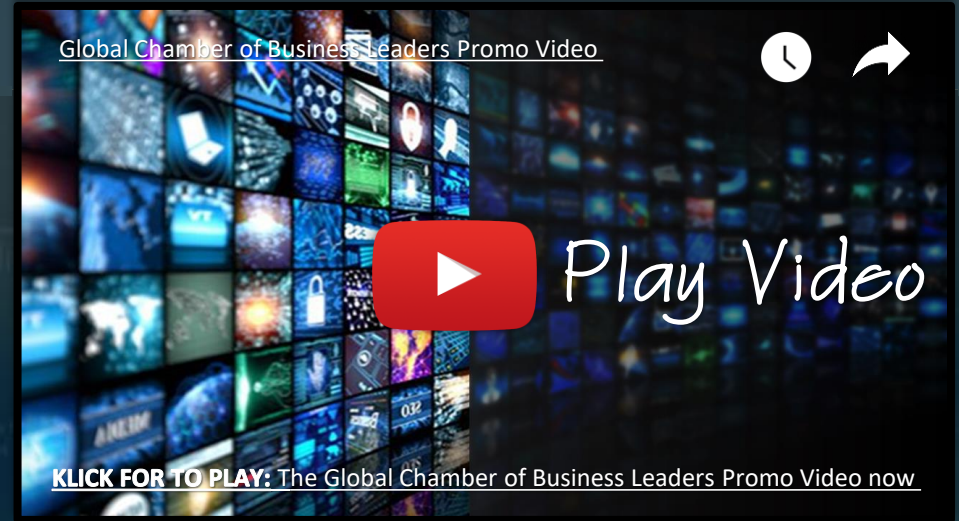 Global Chamber of Business Leaders Promo Video
VT
Play Video
KLICK FOR TO PLAY: The Global Chamber of Business Leaders Promo Video now